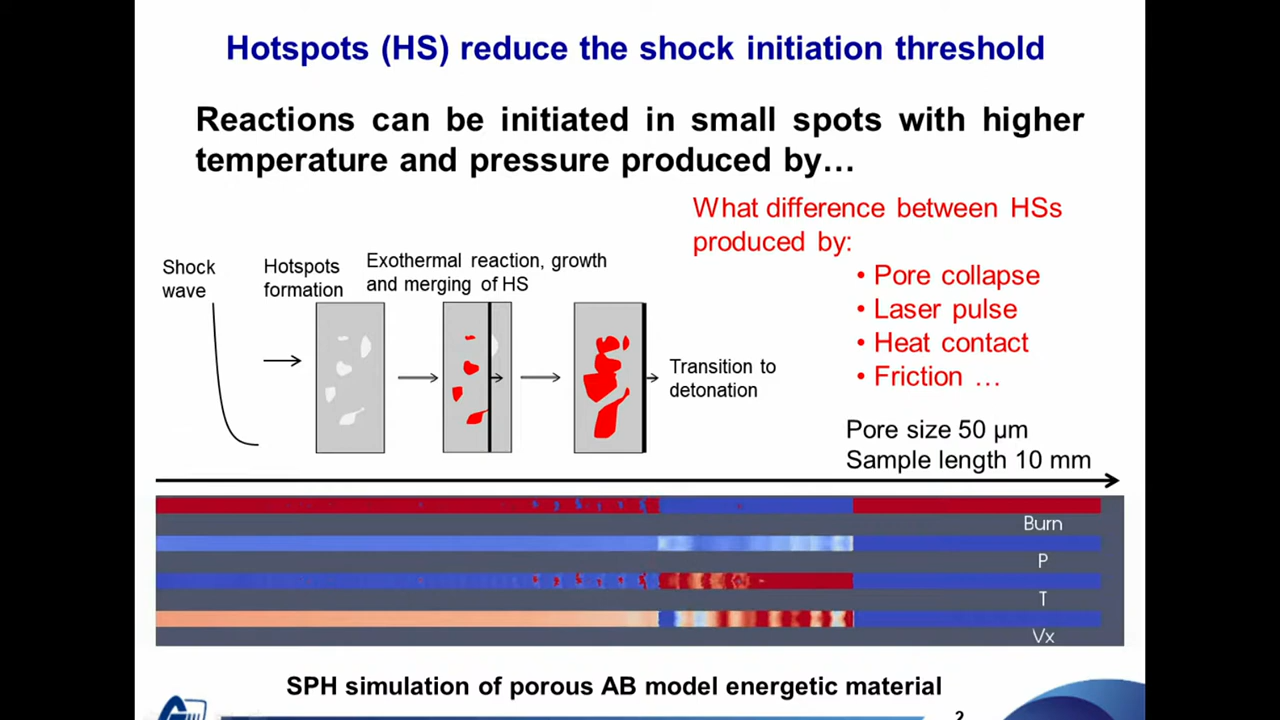 Hotspots (HS) reduce the shock initiation threshold
Reactions can be initiated in small spots with higher
temperature and pressure produced by…
What difference between HSs
produced by:
• Pore collapse
• Laser pulse
• Heat contact
• Friction …
Shock
wave
Hotspots
formation
Exothermal reaction, growth
and merging of HS
Transition to
detonation
Pore size 50 μm
Sample length 10 mm
Burn
P
T
Vx
SPH simulation of porous AB model energetic material
2